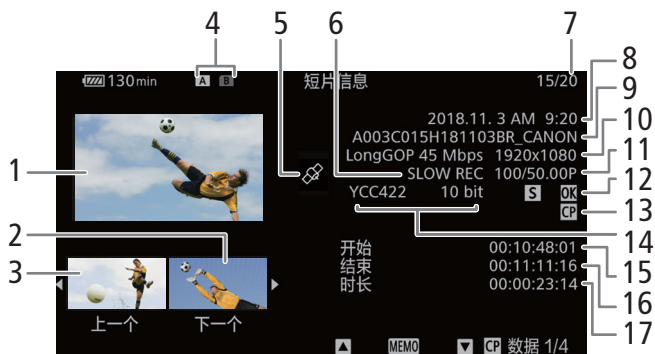 4 5 6 7
130 min A B 短片信息 15/20
8
2018.11. 3 AM 9:20
9
A003C015H181103BR_CANON
10
LongGOP 45 Mbps 1920x1080
11
1
SLOW REC 100/50.00P
12
YCC422 10 bit S OK
CP
13
14
2
开始 00:10:48:01
15
3
结束 00:11:11:16
16
时长 00:00:23:14
17
上一个 下一个
MEMO CP 数据 1/4